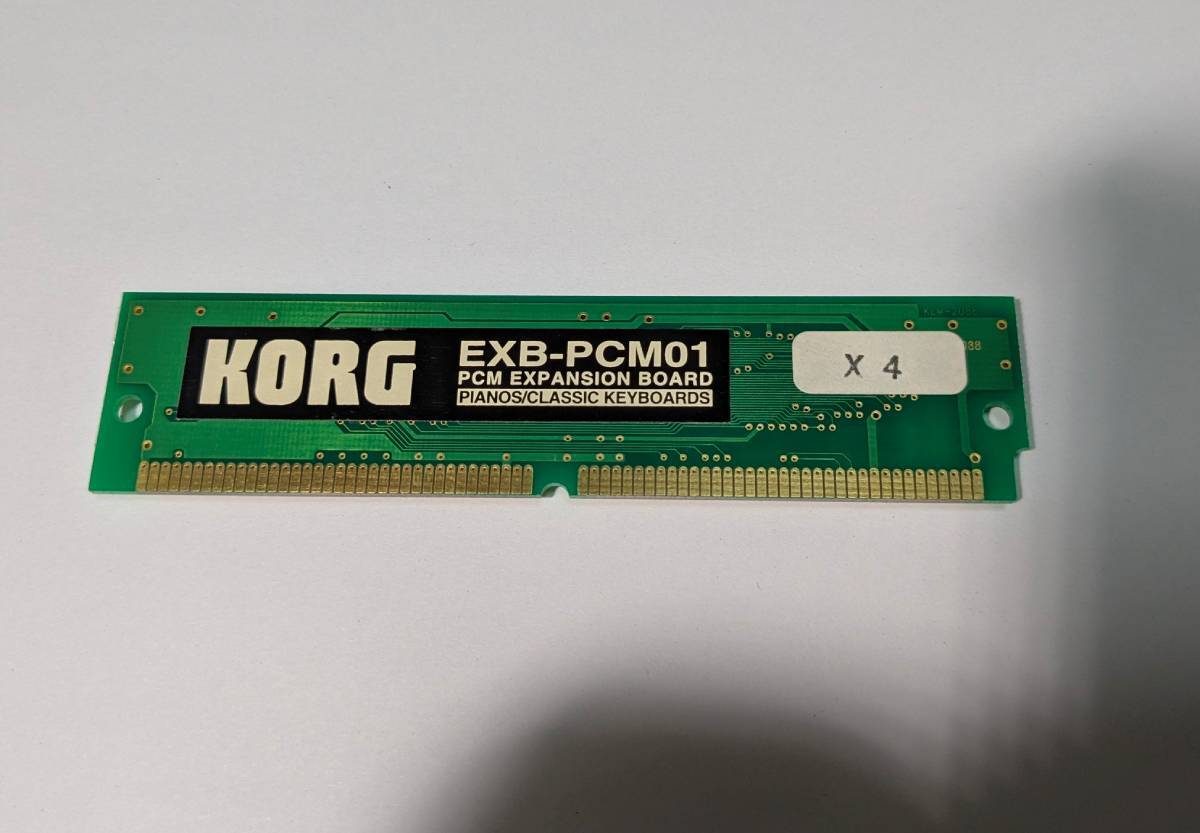 KORG
EXB-PCM01
PCM EXPANSION BOARD
PIANOS/CLASSIC KEYBOARDS
X 4